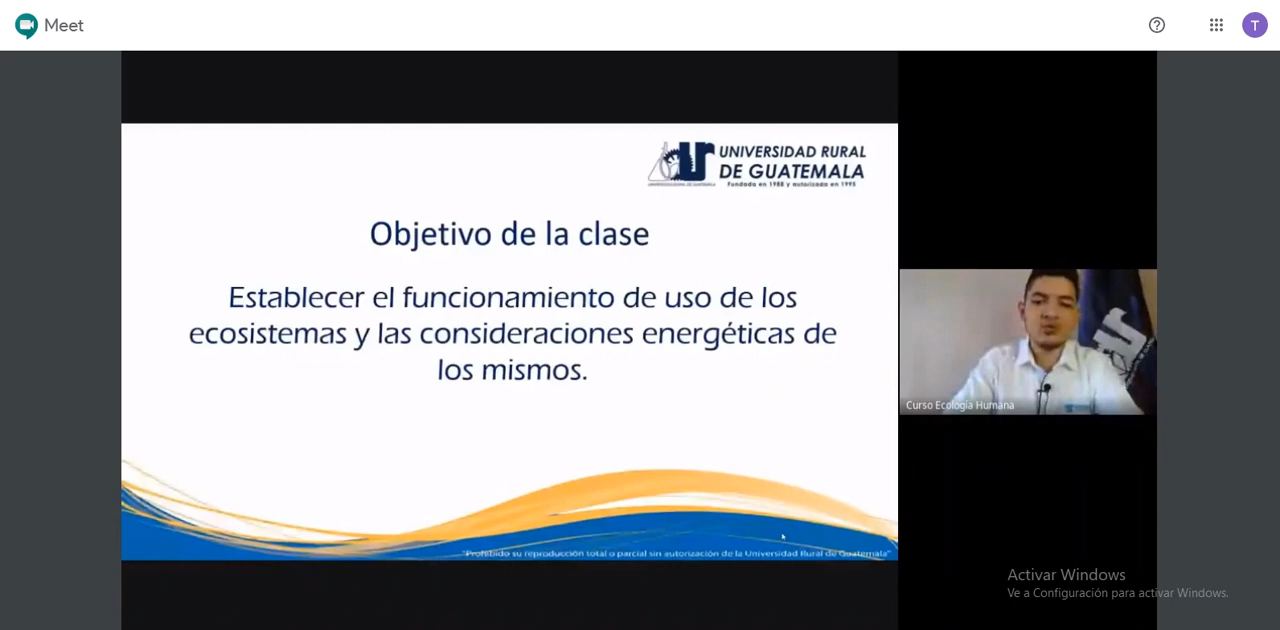 Meet
T
UNIVERSIDAD RURAL
DE GUATEMALA
Fundada en 1988 y autorizada en 1995
Objetivo de la clase
Establecer el funcionamiento de uso de los
ecosistemas y las consideraciones energéticas de
los mismos.
Curso Ecología Humana
"Prohibido su reproducción total o parcial sin autorización de la Universidad Rural de Guatemala"
Activar Windows
Ve a Configuración para activar Windows.